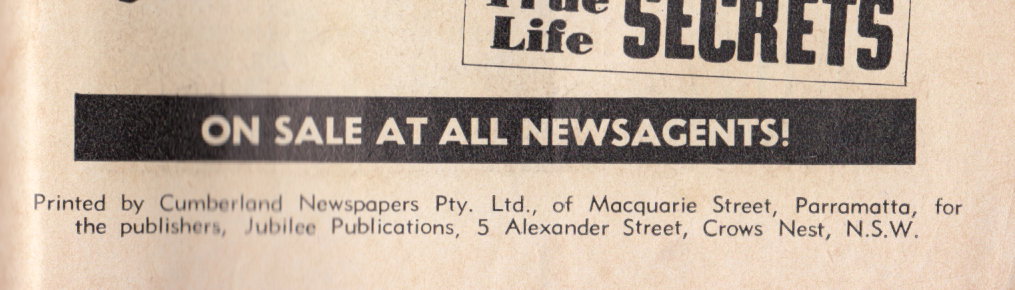 True
Life SECRETS
ON SALE AT ALL NEWSAGENTS!
Printed by Cumberland Newspapers Pty. Ltd., of Macquarie Street, Parramatta, for
the publishers, Jubilee Publications, 5 Alexander Street, Crows Nest, N.S.W.